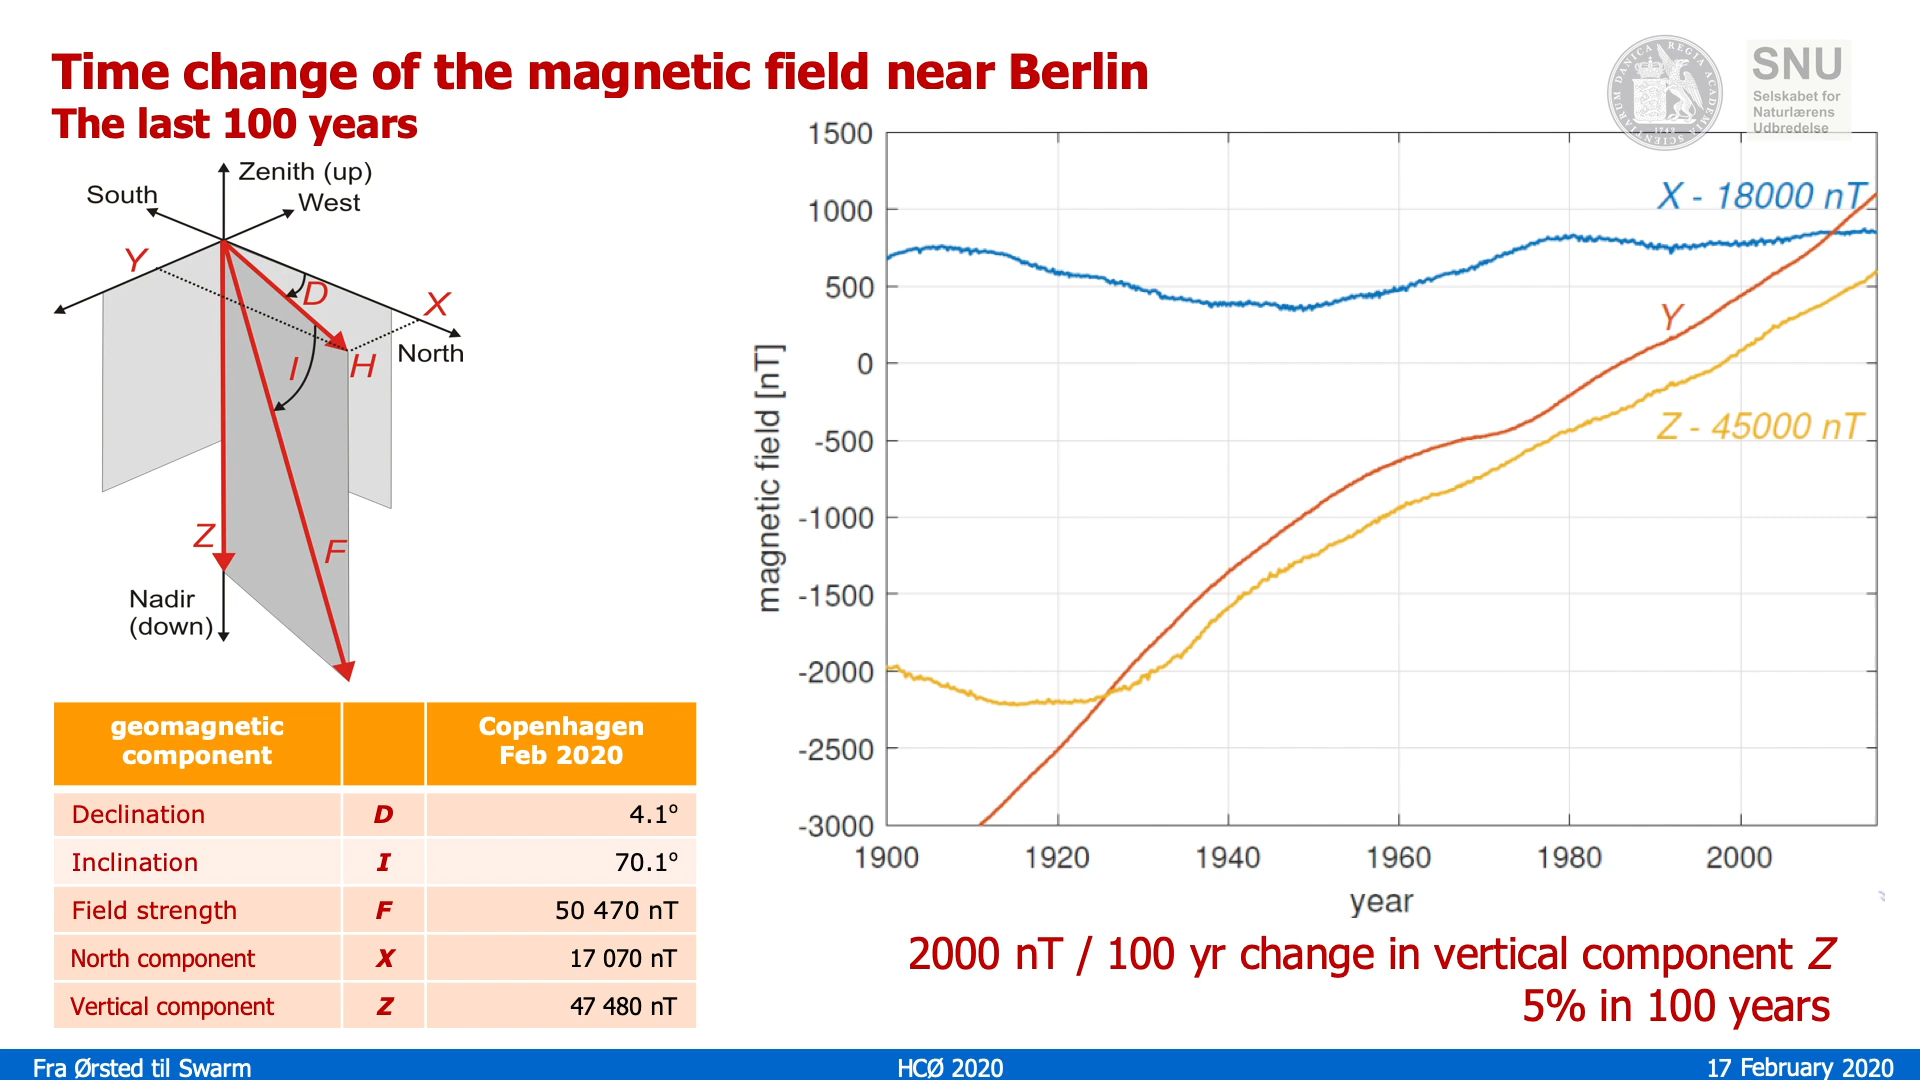 Time change of the magnetic field near Berlin
The last 100 years
SNU
Selskabet for
Naturlærens
Udbredelse
Zenith (up)
South
West
Y
D
X
North
H
I
Z
F
Nadir
(down)
1500
1000
500
0
-500
-1000
-1500
-2000
-2500
-3000
magnetic field [nT]
X - 18000 nT
Y
Z - 45000 nT
1900 1920 1940 1960 1980 2000
year
geomagnetic component Copenhagen Feb 2020
Declination D 4.1°
Inclination I 70.1°
Field strength F 50 470 nT
North component X 17 070 nT
Vertical component Z 47 480 nT
2000 nT / 100 yr change in vertical component Z
5% in 100 years
Fra Ørsted til Swarm HCØ 2020 17 February 2020